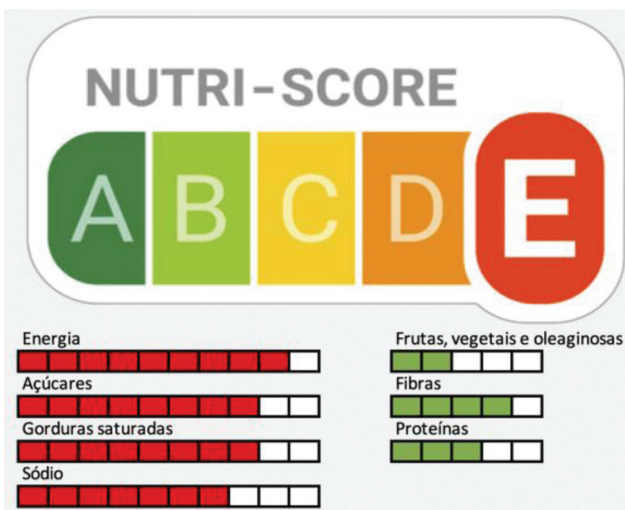 NUTRI-SCORE
A B C D E
Energia
Açúcares
Gorduras saturadas
Sódio
Frutas, vegetais e oleaginosas
Fibras
Proteínas